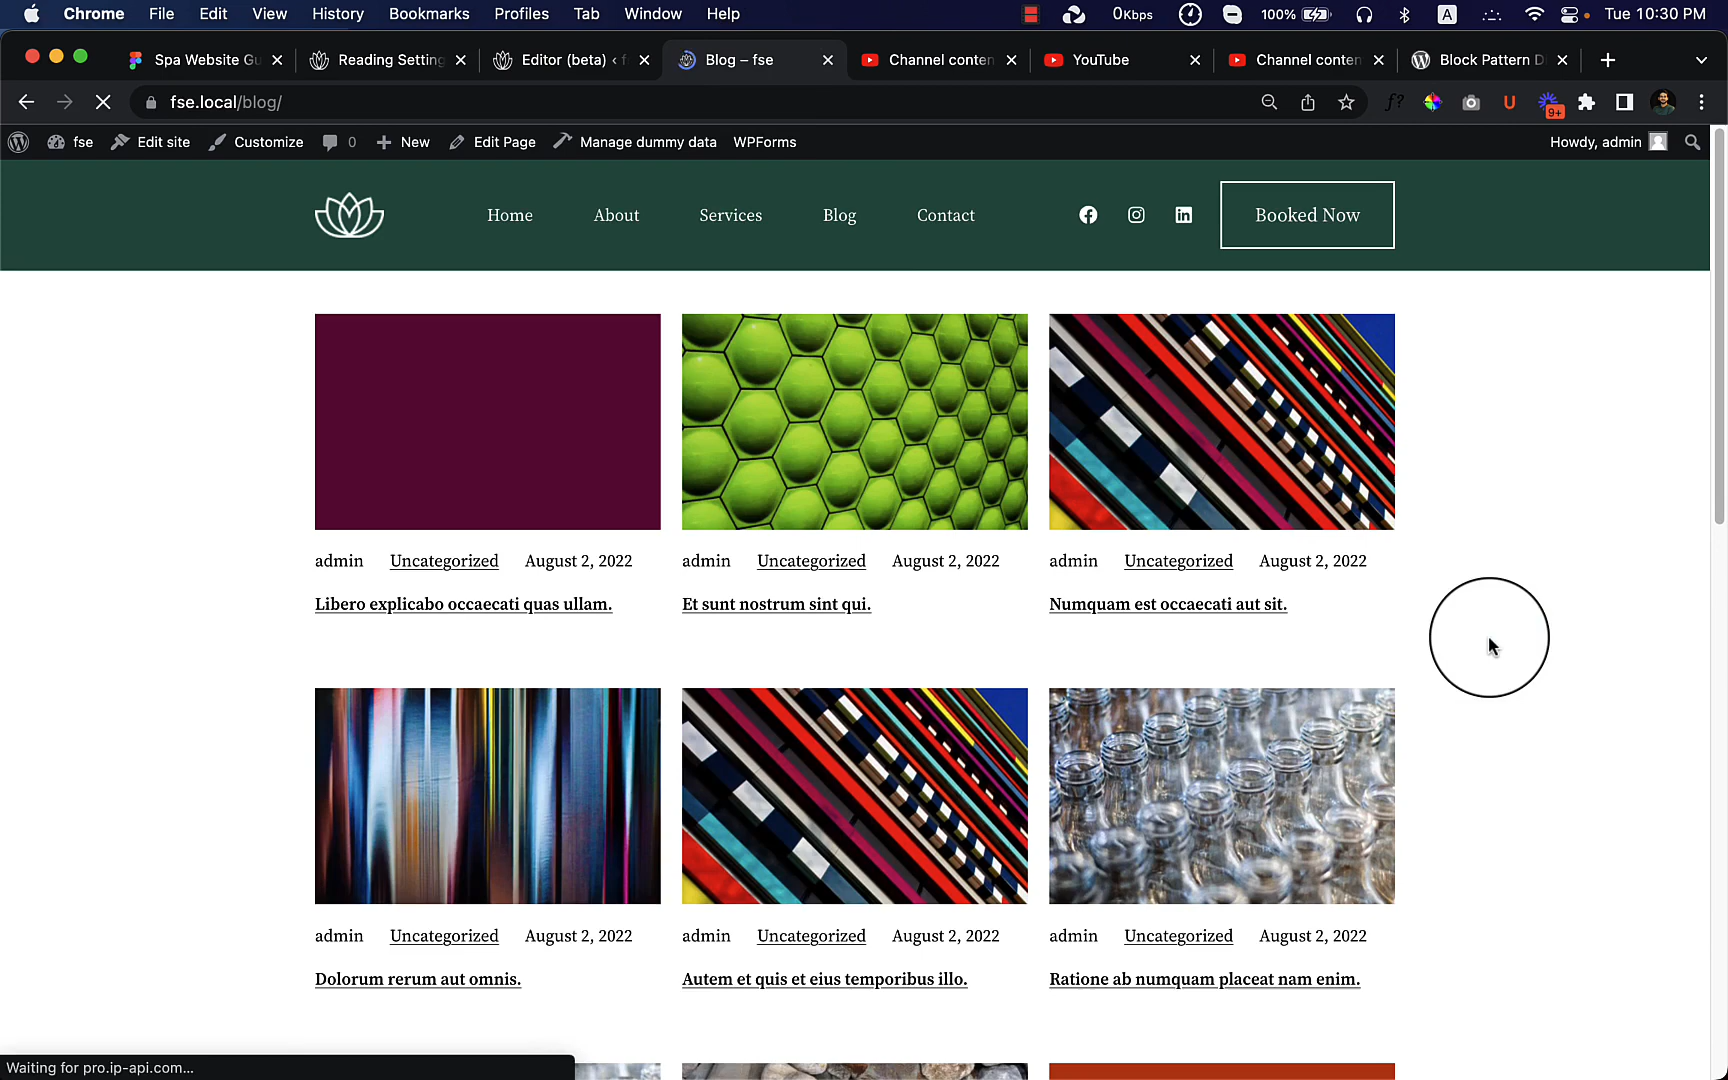 Chrome File Edit View History Bookmarks Profiles Tab Window Help 0Kbps 100% A Tue 10:30 PM
Spa Website Gu Reading Setting Editor (beta) ‹ f Blog – fse Channel conten YouTube Channel conten Block Pattern D
fse.local/blog/ f? U 9+
fse Edit site Customize 0 New Edit Page Manage dummy data WPForms Howdy, admin
Home About Services Blog Contact Booked Now
admin Uncategorized August 2, 2022 admin Uncategorized August 2, 2022 admin Uncategorized August 2, 2022
Libero explicabo occaecati quas ullam. Et sunt nostrum sint qui. Numquam est occaecati aut sit.
admin Uncategorized August 2, 2022 admin Uncategorized August 2, 2022 admin Uncategorized August 2, 2022
Dolorum rerum aut omnis. Autem et quis et eius temporibus illo. Ratione ab numquam placeat nam enim.
Waiting for pro.ip-api.com...